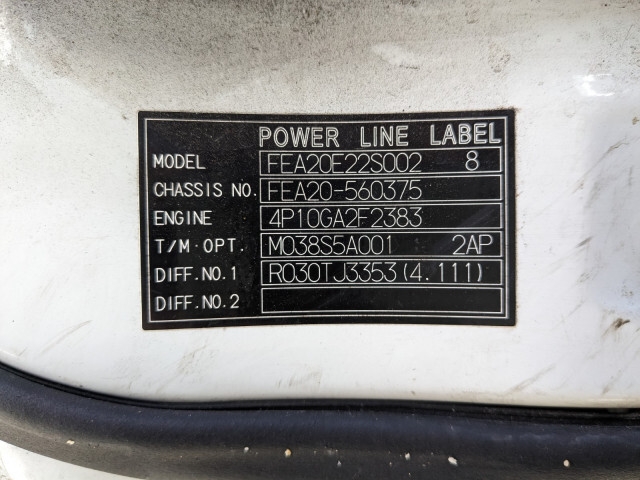 POWER LINE LABEL
MODEL FEA20E22S002 8
CHASSIS NO. FEA20-560375
ENGINE 4P10GA2F2383
T/M·OPT. M038S5A001 2AP
DIFF.NO.1 R030TJ3353(4.111)
DIFF.NO.2